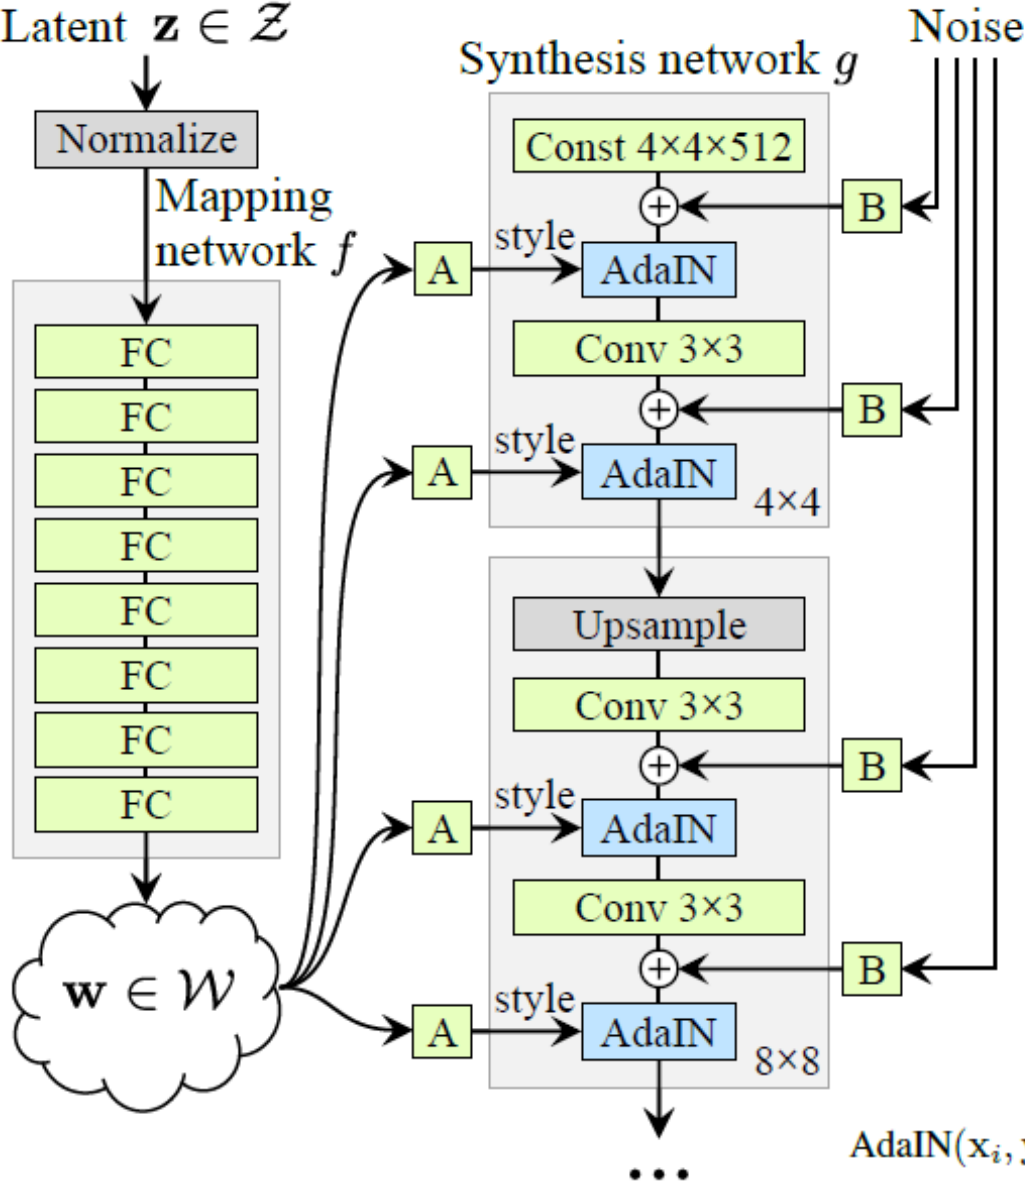 Latent z ∈ 𝒵
Normalize
Mapping
network f
FC
FC
FC
FC
FC
FC
FC
FC
w ∈ 𝒲
Synthesis network g
Noise
Const 4×4×512
B
A
style
AdaIN
Conv 3×3
B
A
style
AdaIN
4×4
Upsample
Conv 3×3
B
A
style
AdaIN
Conv 3×3
B
A
style
AdaIN
8×8
...
AdaIN(xᵢ,